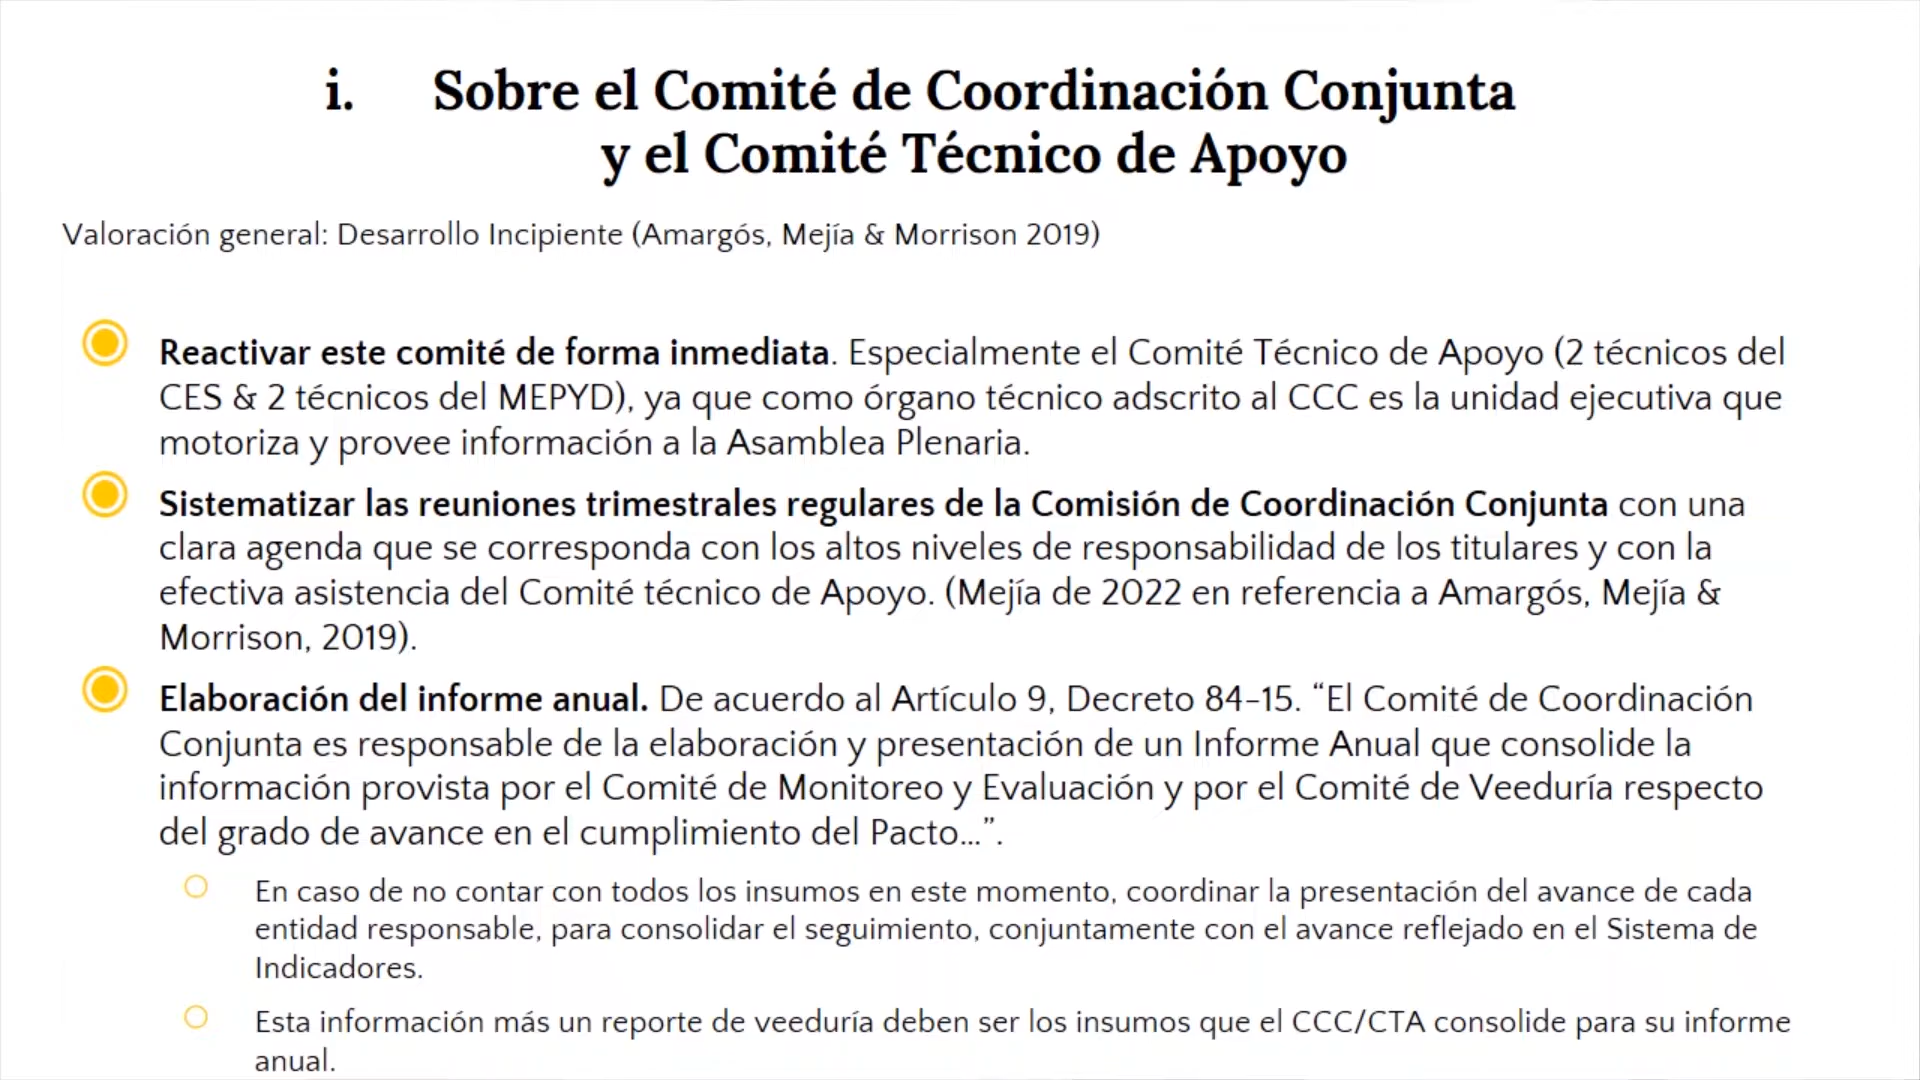 i. Sobre el Comité de Coordinación Conjunta
y el Comité Técnico de Apoyo
Valoración general: Desarrollo Incipiente (Amargós, Mejía & Morrison 2019)
Reactivar este comité de forma inmediata. Especialmente el Comité Técnico de Apoyo (2 técnicos del
CES & 2 técnicos del MEPYD), ya que como órgano técnico adscrito al CCC es la unidad ejecutiva que
motoriza y provee información a la Asamblea Plenaria.
Sistematizar las reuniones trimestrales regulares de la Comisión de Coordinación Conjunta con una
clara agenda que se corresponda con los altos niveles de responsabilidad de los titulares y con la
efectiva asistencia del Comité técnico de Apoyo. (Mejía de 2022 en referencia a Amargós, Mejía &
Morrison, 2019).
Elaboración del informe anual. De acuerdo al Artículo 9, Decreto 84-15. “El Comité de Coordinación
Conjunta es responsable de la elaboración y presentación de un Informe Anual que consolide la
información provista por el Comité de Monitoreo y Evaluación y por el Comité de Veeduría respecto
del grado de avance en el cumplimiento del Pacto...”.
En caso de no contar con todos los insumos en este momento, coordinar la presentación del avance de cada
entidad responsable, para consolidar el seguimiento, conjuntamente con el avance reflejado en el Sistema de
Indicadores.
Esta información más un reporte de veeduría deben ser los insumos que el CCC/CTA consolide para su informe
anual.